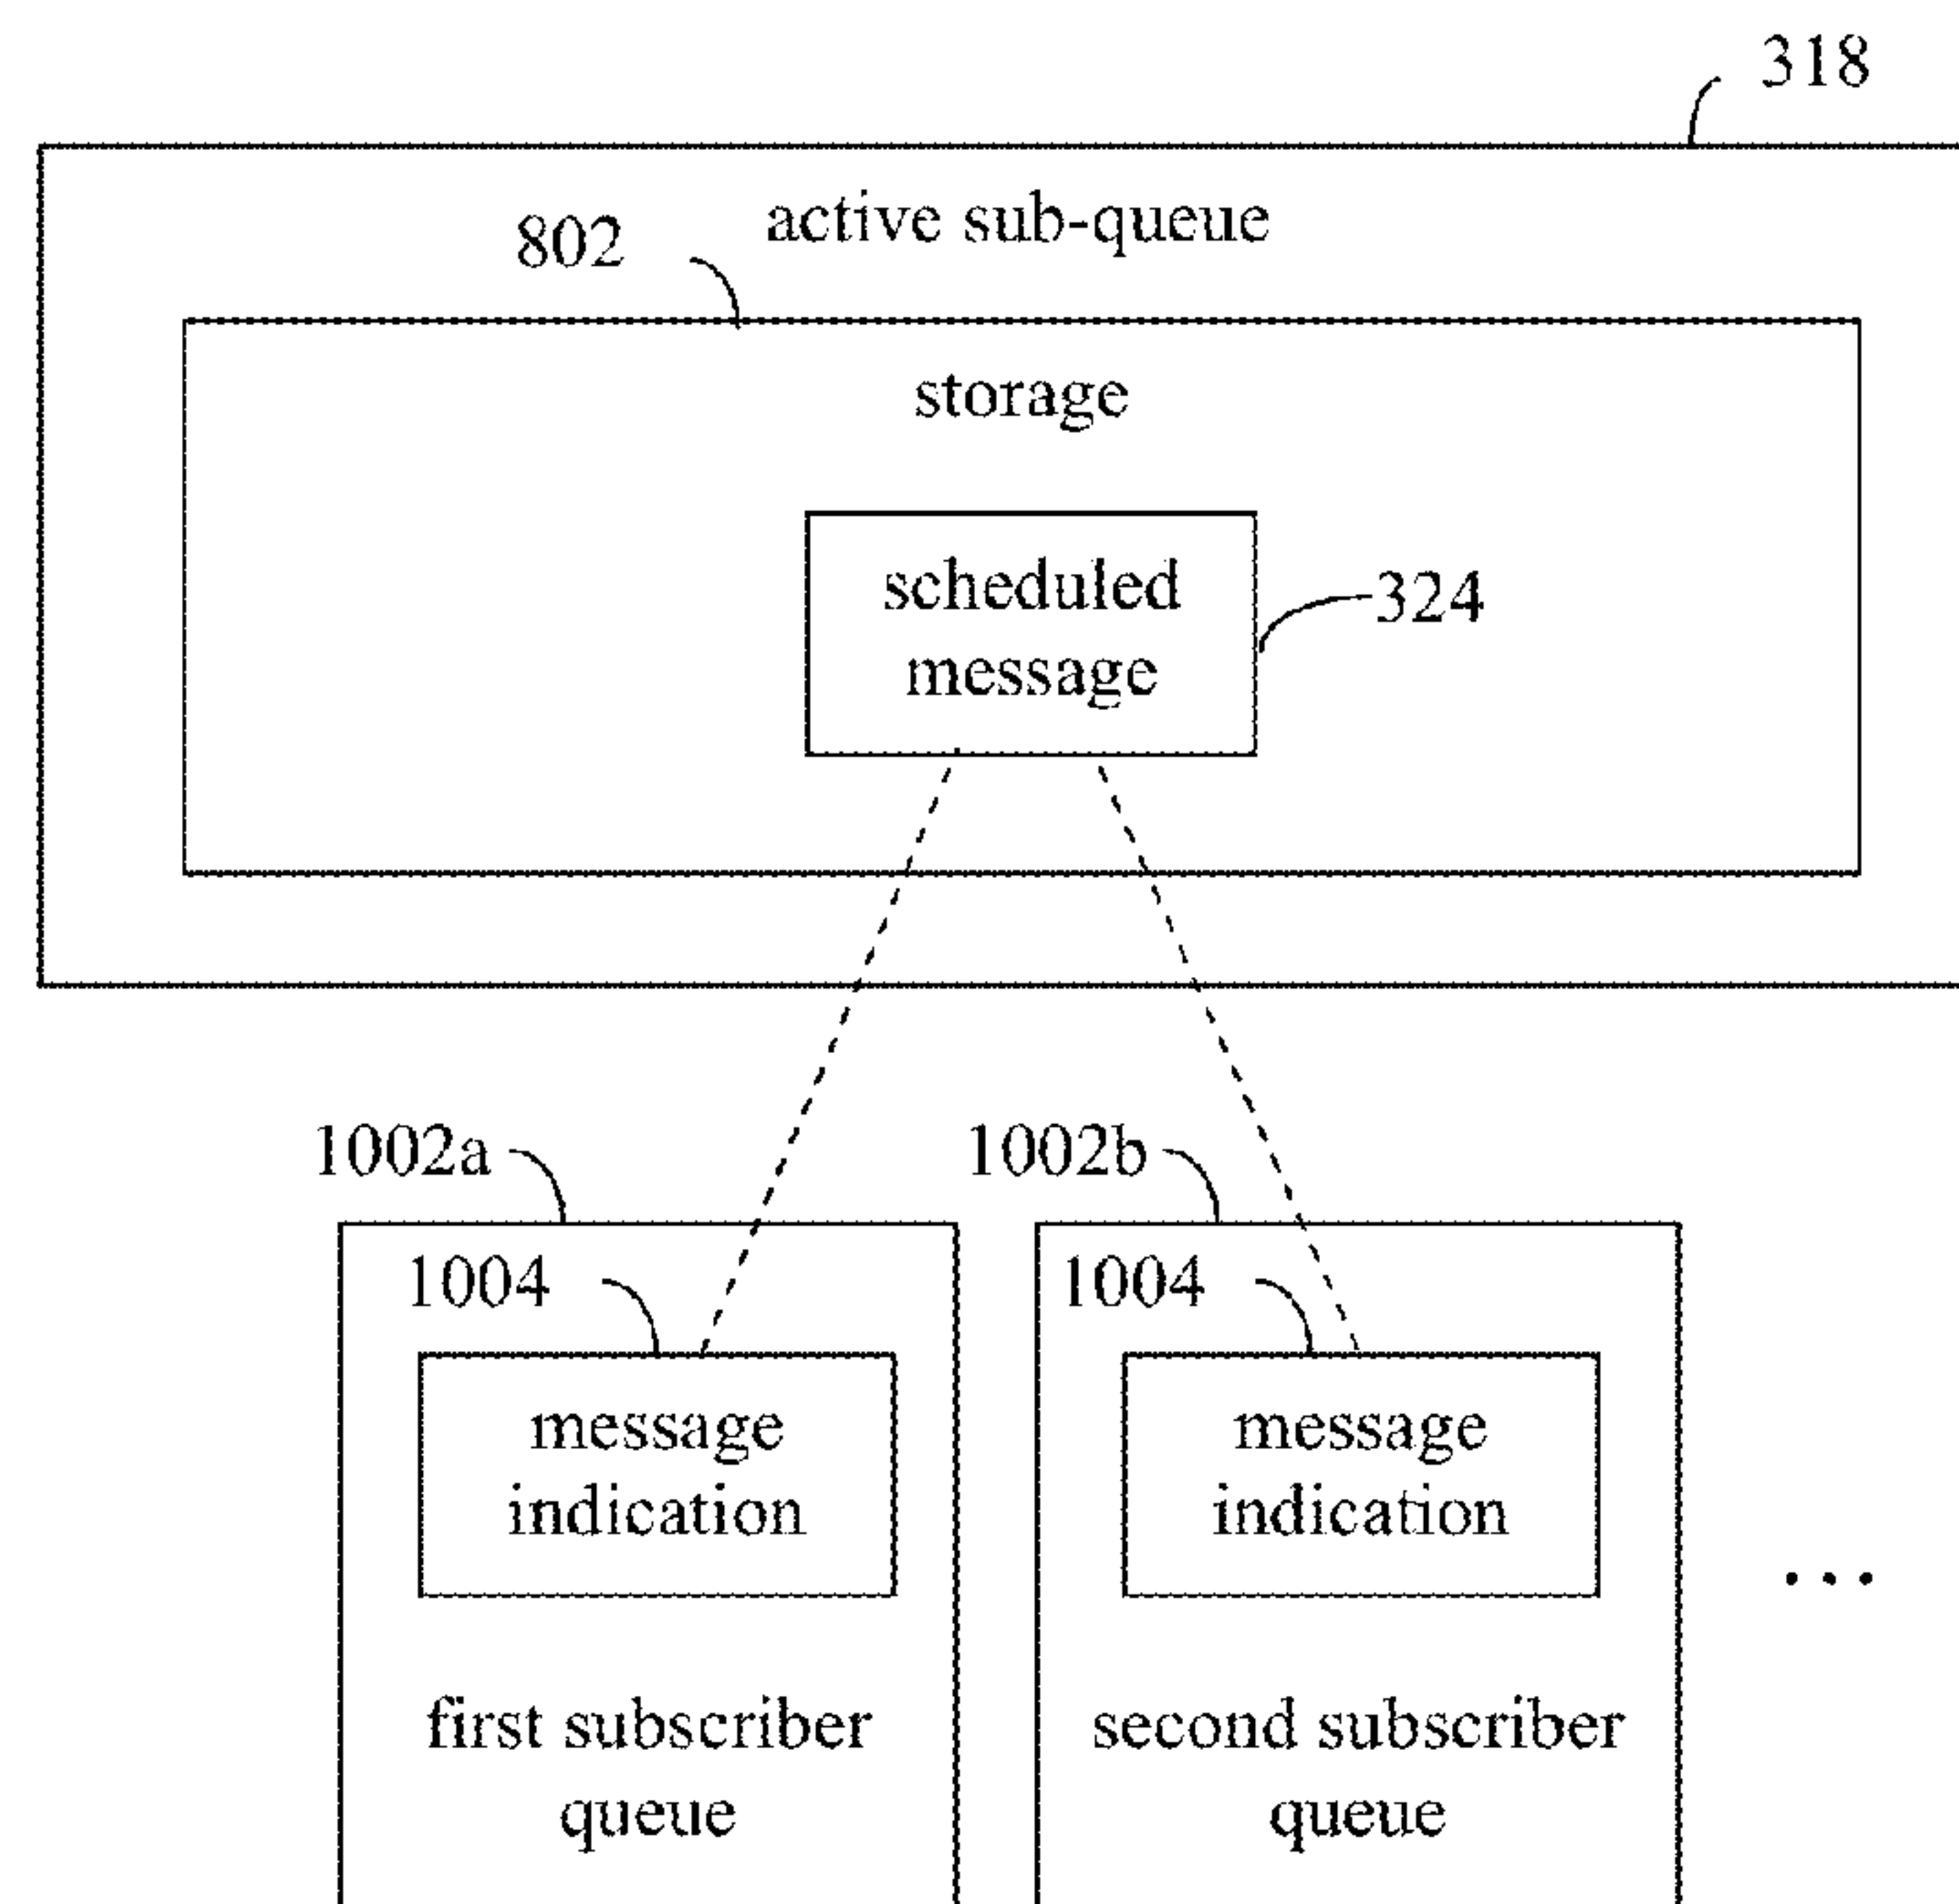 318
active sub-queue
802
storage
scheduled
message
324
1002a
1002b
1004
1004
message
indication
message
indication
...
first subscriber
queue
second subscriber
queue